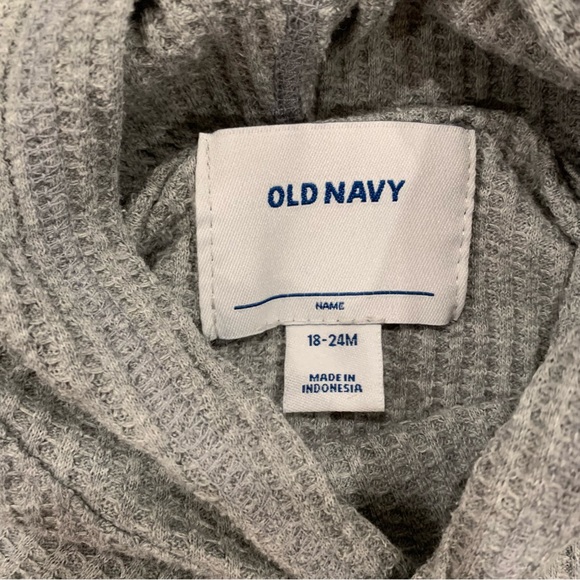 OLD NAVY
NAME
18-24M
MADE IN
INDONESIA